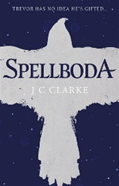 TREVOR HAS NO IDEA HE'S GIFTED...
SPELLBODA
J C CLARKE